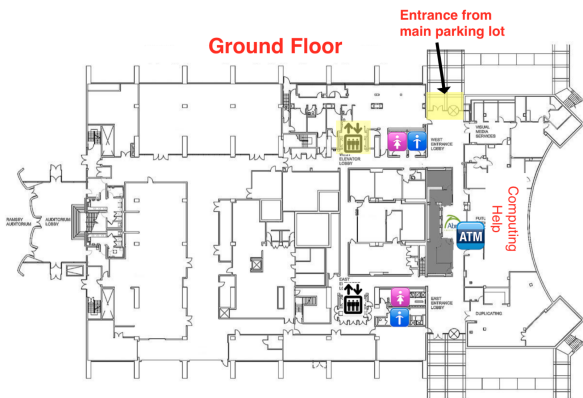 Entrance from
main parking lot
Ground Floor
VISUAL
MEDIA
SERVICES
WEST
ENTRANCE
LOBBY
ELEVATOR
LOBBY
RAMSEY
AUDITORIUM
AUDITORIUM
LOBBY
Computing
Help
ATM
EAST
EAST
ENTRANCE
LOBBY
DUPLICATING